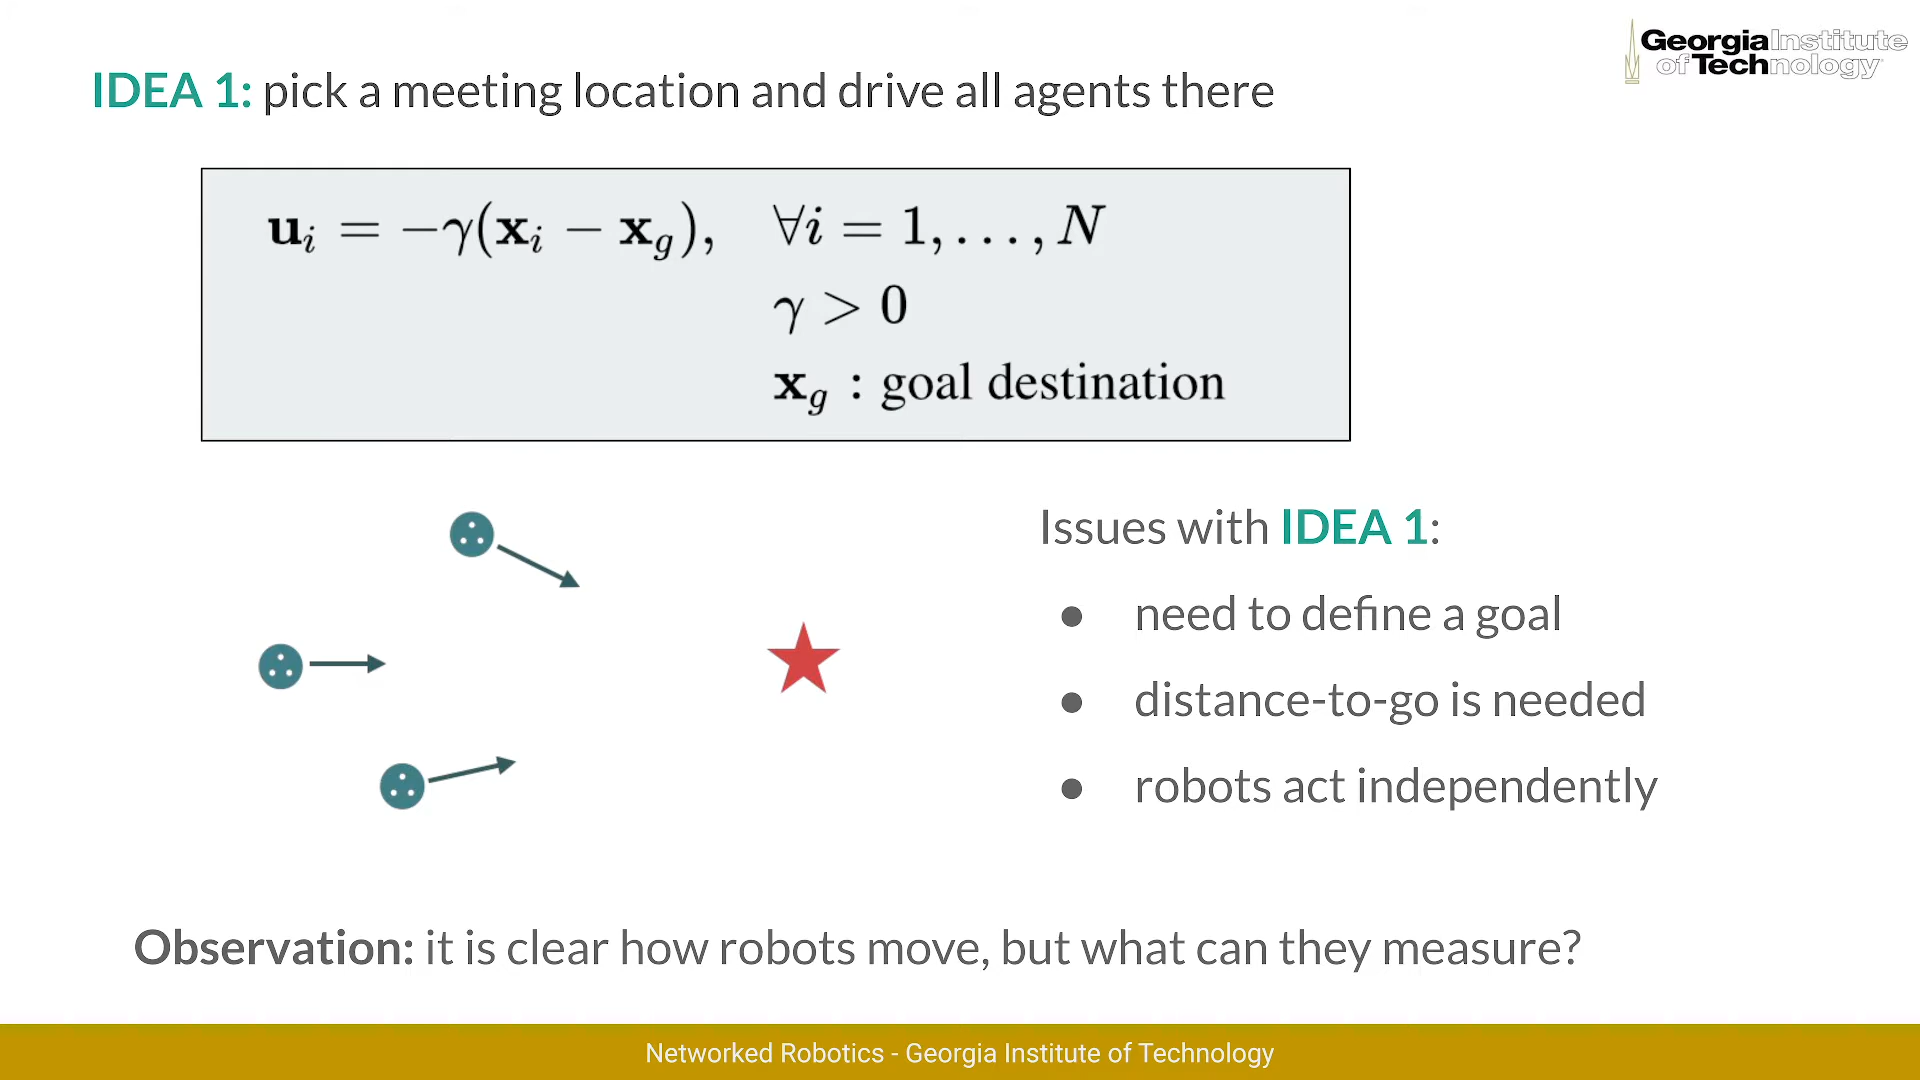 Georgia Institute
of Technology
IDEA 1: pick a meeting location and drive all agents there
𝐮ᵢ = −γ(𝐱ᵢ − 𝐱_g), ∀i = 1, . . . , N
γ > 0
𝐱_g : goal destination
Issues with IDEA 1:
● need to define a goal
● distance-to-go is needed
● robots act independently
Observation: it is clear how robots move, but what can they measure?
Networked Robotics - Georgia Institute of Technology